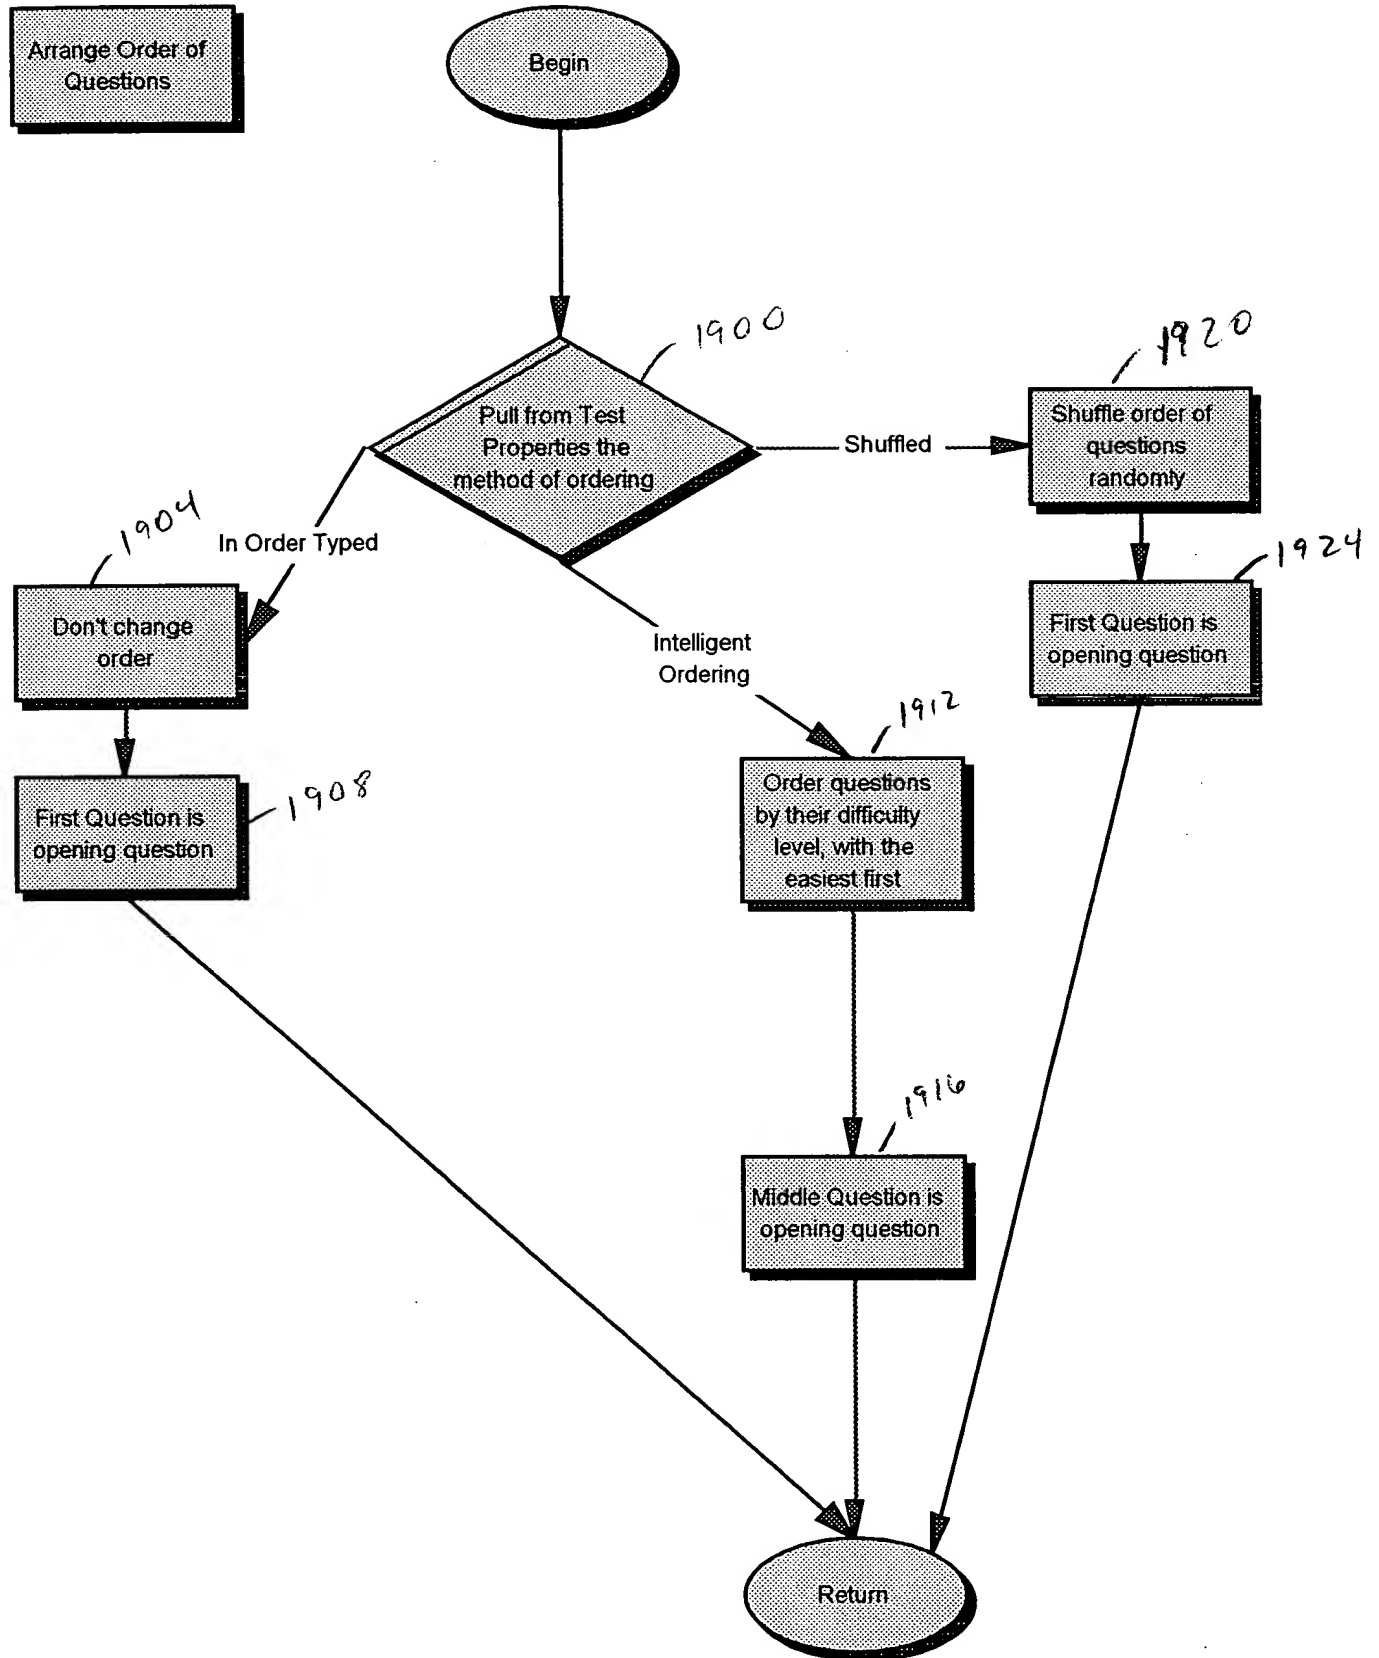 Arrange Order of
Questions
Begin
1900
Pull from Test
Properties the
method of ordering
Shuffled
1920
Shuffle order of
questions
randomly
1924
First Question is
opening question
In Order Typed
1904
Don't change
order
1908
First Question is
opening question
Intelligent
Ordering
1912
Order questions
by their difficulty
level, with the
easiest first
1916
Middle Question is
opening question
Return